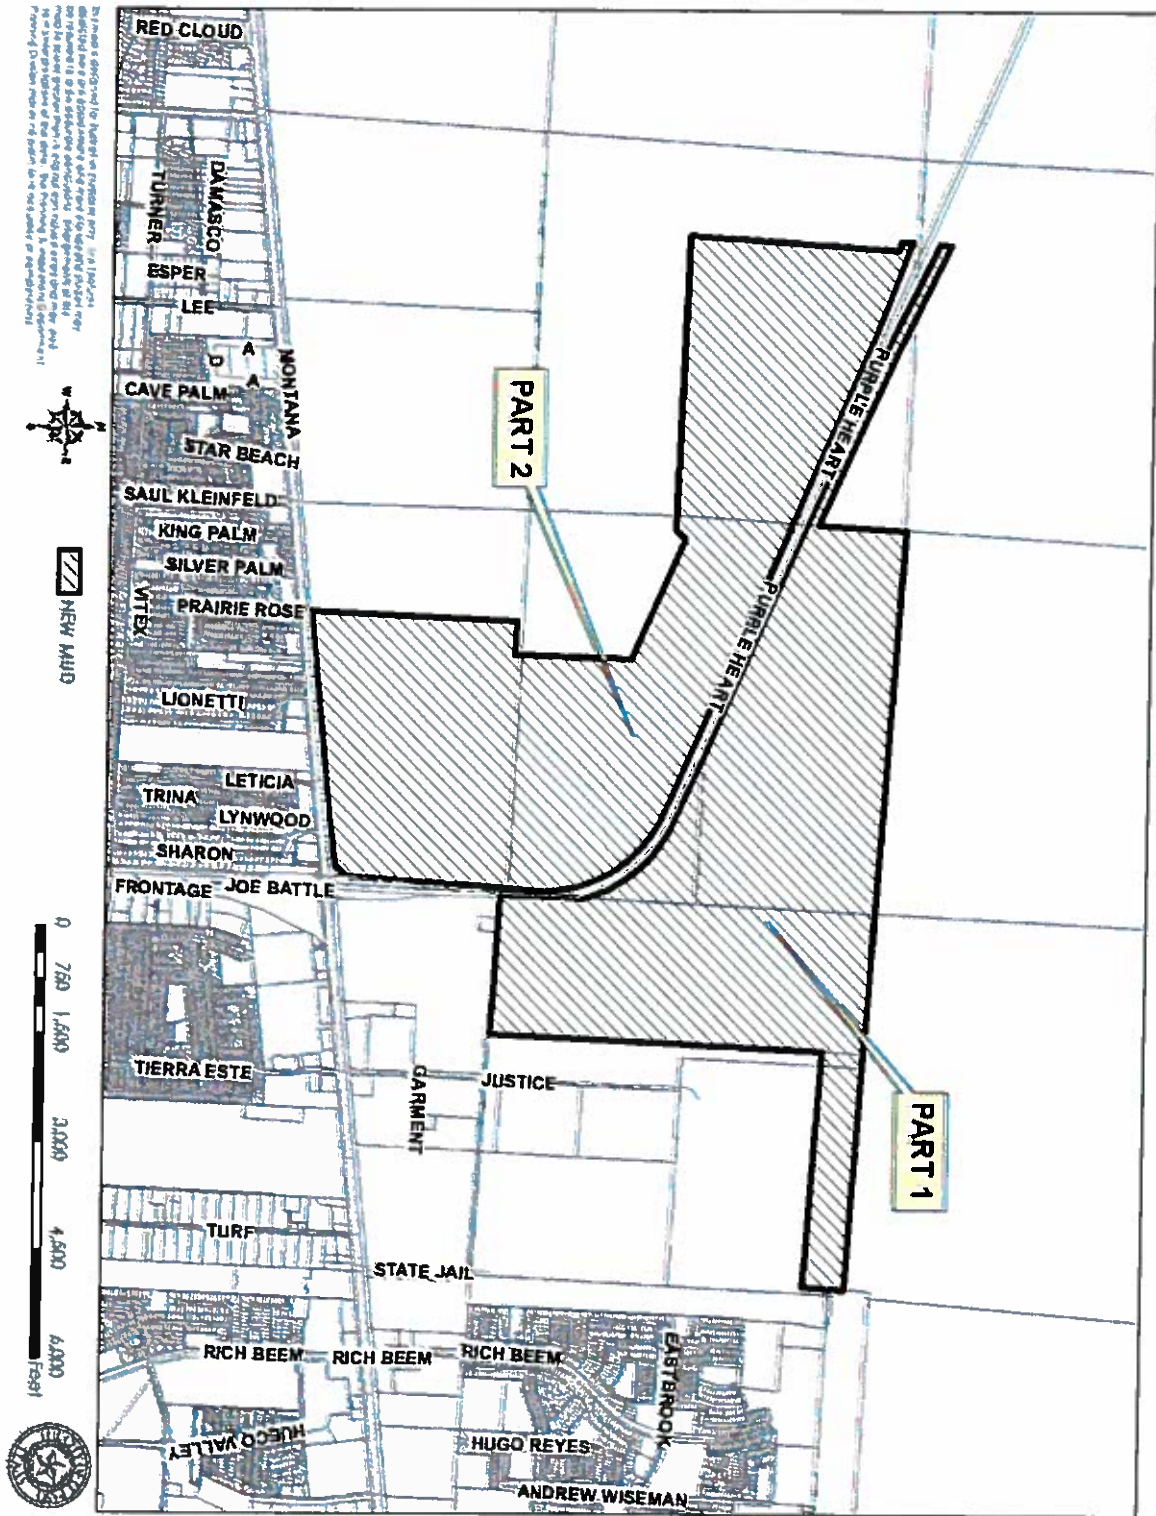 RED CLOUD
DAMASCO
TURNER
ESPER
LEE
A
D
A
CAVE PALM
MONTANA
STAR BEACH
SAUL KLEINFELD
KING PALM
SILVER PALM
VITEX
PRAIRIE ROSE
LIONETTI
LETICIA
TRINA
LYNWOOD
SHARON
FRONTAGE
JOE BATTLE
TIERRA ESTE
GARMENT
JUSTICE
TURF
STATE JAIL
RICH BEEM
RICH BEEM
RICH BEEM
EASTBROOK
HUECO VALLEY
HUGO REYES
ANDREW WISEMAN
PURPLE HEART
PURPLE HEART
PART 2
PART 1
NEW MUD
0 750 1,500 3,000 4,500 6,000
Feet